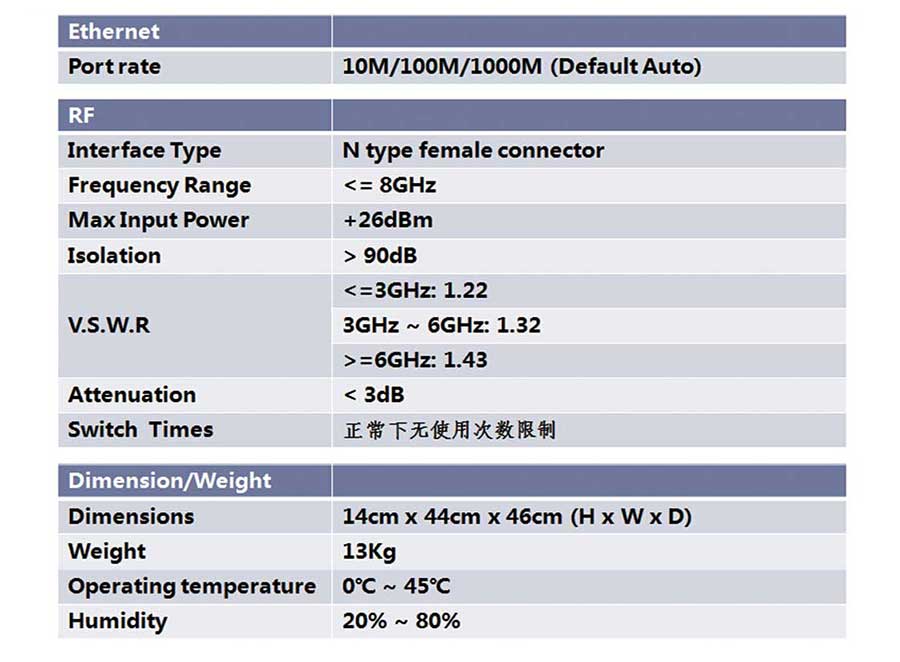 Ethernet
Port rate 10M/100M/1000M (Default Auto)
RF
Interface Type N type female connector
Frequency Range <= 8GHz
Max Input Power +26dBm
Isolation > 90dB
V.S.W.R
<=3GHz: 1.22
3GHz ~ 6GHz: 1.32
>=6GHz: 1.43
Attenuation < 3dB
Switch Times 正常下无使用次数限制
Dimension/Weight
Dimensions 14cm x 44cm x 46cm (H x W x D)
Weight 13Kg
Operating temperature 0℃ ~ 45℃
Humidity 20% ~ 80%